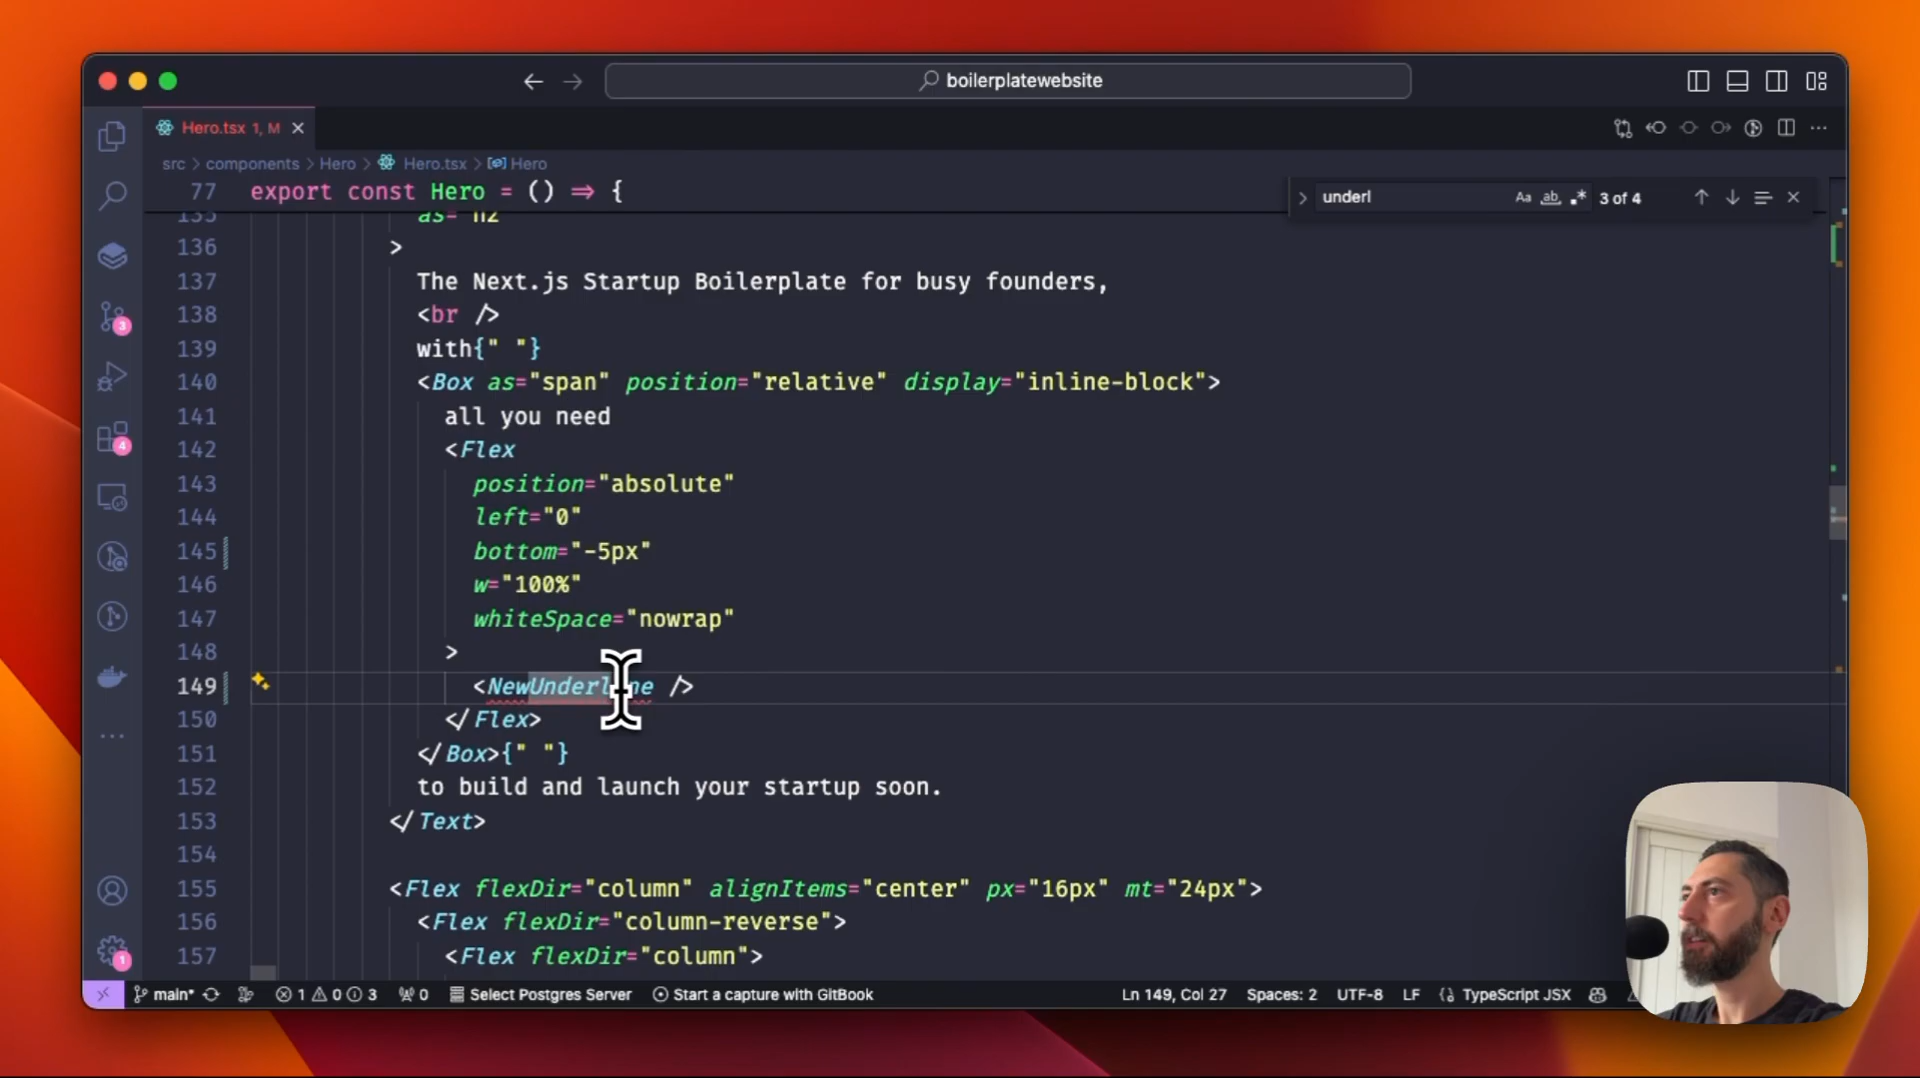 boilerplatewebsite
Hero.tsx 1, M
src > components > Hero > Hero.tsx > Hero
77 export const Hero = () => {
underl
Aa ab 3 of 4
135 as="h2"
136 >
137 The Next.js Startup Boilerplate for busy founders,
138 <br />
139 with{" "}
140 <Box as="span" position="relative" display="inline-block">
141 all you need
142 <Flex
143 position="absolute"
144 left="0"
145 bottom="-5px"
146 w="100%"
147 whiteSpace="nowrap"
148 >
149 <NewUnderline />
150 </Flex>
151 </Box>{" "}
152 to build and launch your startup soon.
153 </Text>
154
155 <Flex flexDir="column" alignItems="center" px="16px" mt="24px">
156 <Flex flexDir="column-reverse">
157 <Flex flexDir="column">
3
4
1
main* 1 0 3 0 Select Postgres Server Start a capture with GitBook Ln 149, Col 27 Spaces: 2 UTF-8 LF TypeScript JSX